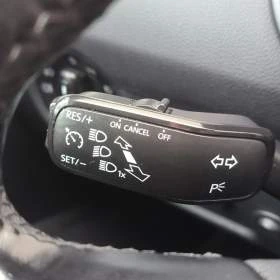 RES/+
ON CANCEL OFF
SET/-
1x
P